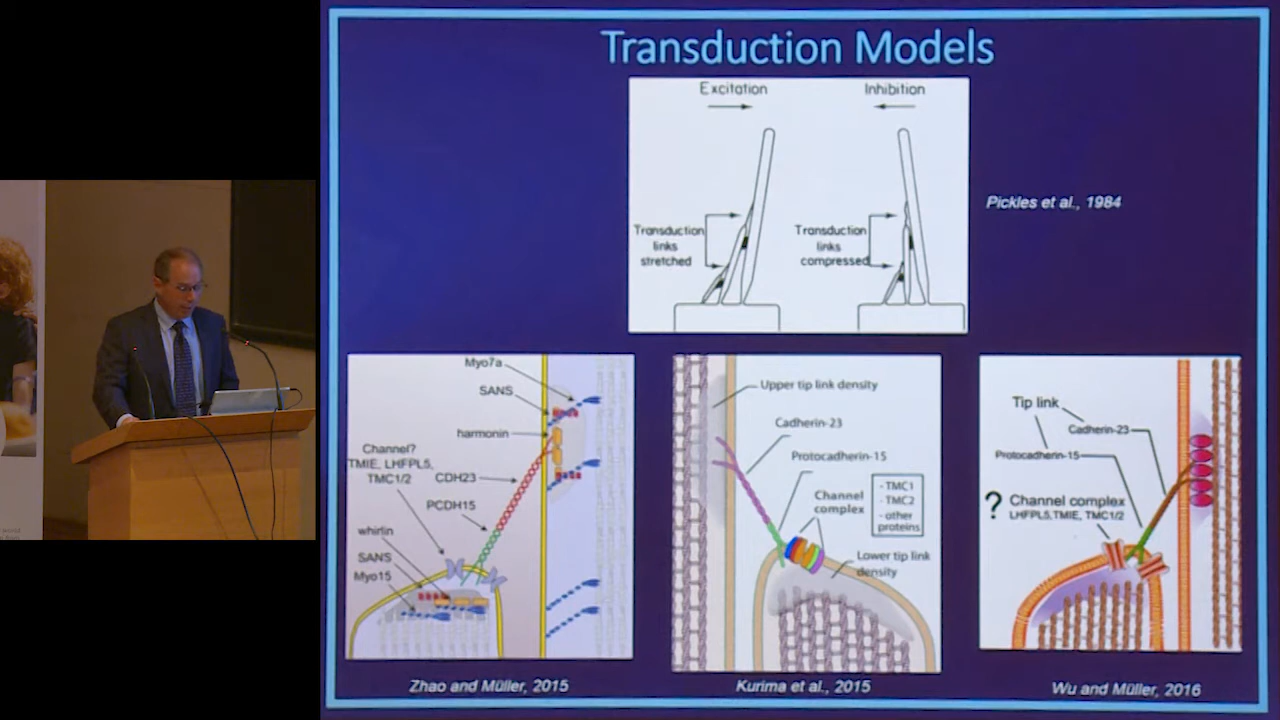 Transduction Models
Excitation
Inhibition
Transduction
links
stretched
Transduction
links
compressed
Pickles et al., 1984
Myo7a
SANS
harmonin
Channel?
TMIE, LHFPL5,
TMC1/2
CDH23
PCDH15
whirlin
SANS
Myo15
Zhao and Müller, 2015
Upper tip link density
Cadherin-23
Protocadherin-15
Channel
complex
- TMC1
- TMC2
- other
proteins
Lower tip link
density
Kurima et al., 2015
Tip link
Cadherin-23
Protocadherin-15
? Channel complex
LHFPL5,TMIE, TMC1/2
Wu and Müller, 2016